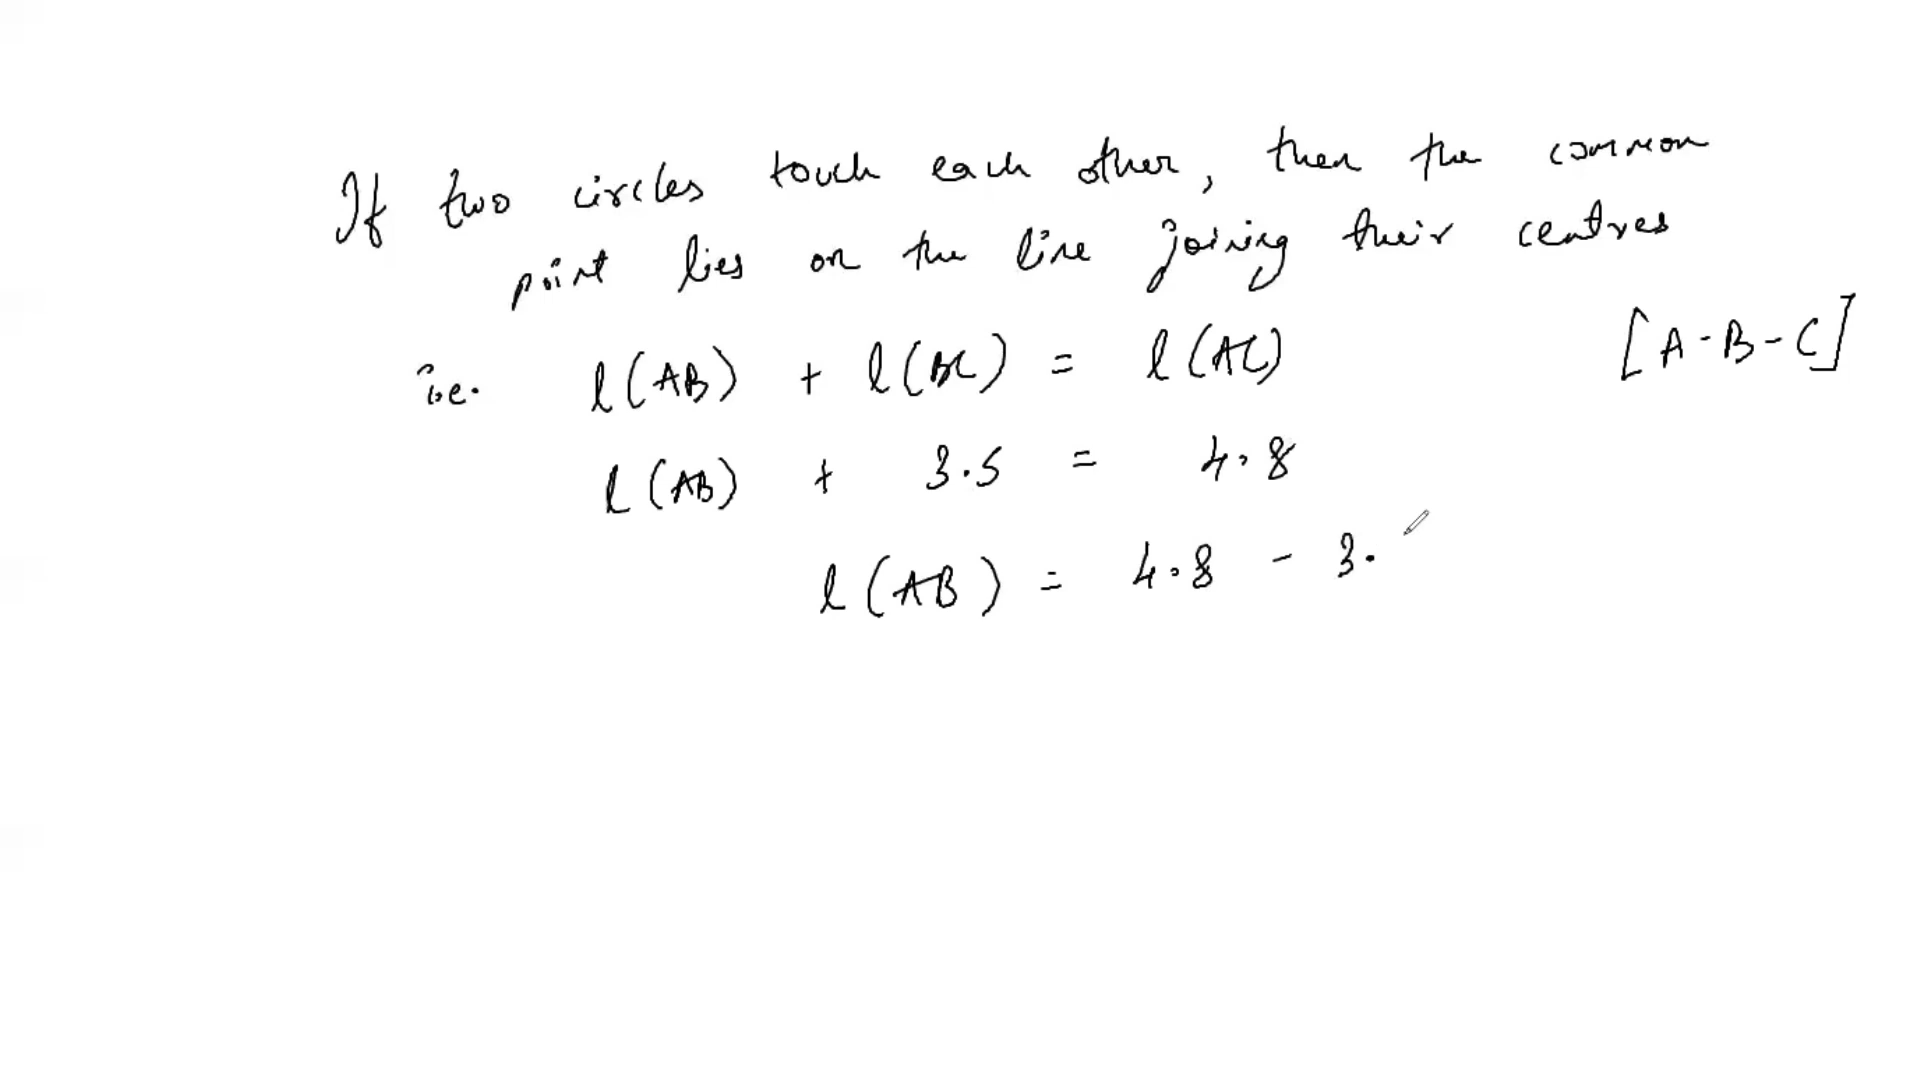 If two circles touch each other, then the common
point lies on the line joining their centres
i.e. l(AB) + l(BC) = l(AC) [A-B-C]
l(AB) + 3.5 = 4.8
l(AB) = 4.8 - 3.